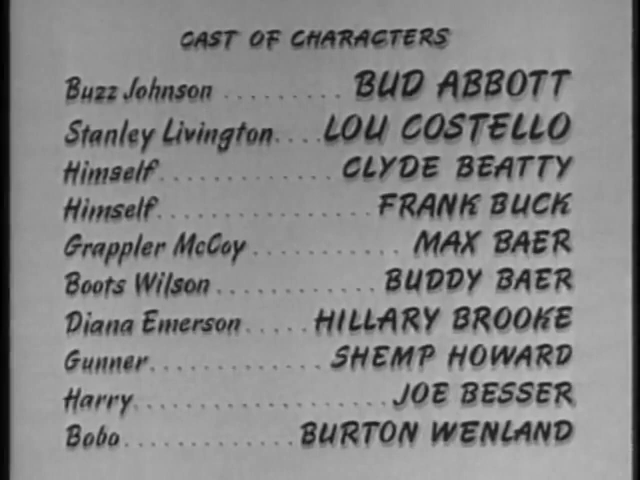 CAST OF CHARACTERS
Buzz Johnson ......... BUD ABBOTT
Stanley Livington.... LOU COSTELLO
Himself............. CLYDE BEATTY
Himself................ FRANK BUCK
Grappler McCoy .......... MAX BAER
Boots Wilson ............ BUDDY BAER
Diana Emerson ..... HILLARY BROOKE
Gunner............. SHEMP HOWARD
Harry................... JOE BESSER
Bobo............. BURTON WENLAND